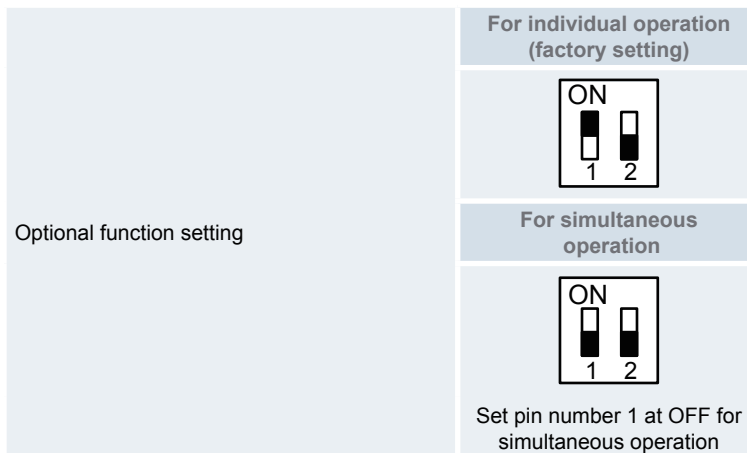 For individual operation
(factory setting)
ON
1 2
Optional function setting
For simultaneous
operation
ON
1 2
Set pin number 1 at OFF for
simultaneous operation